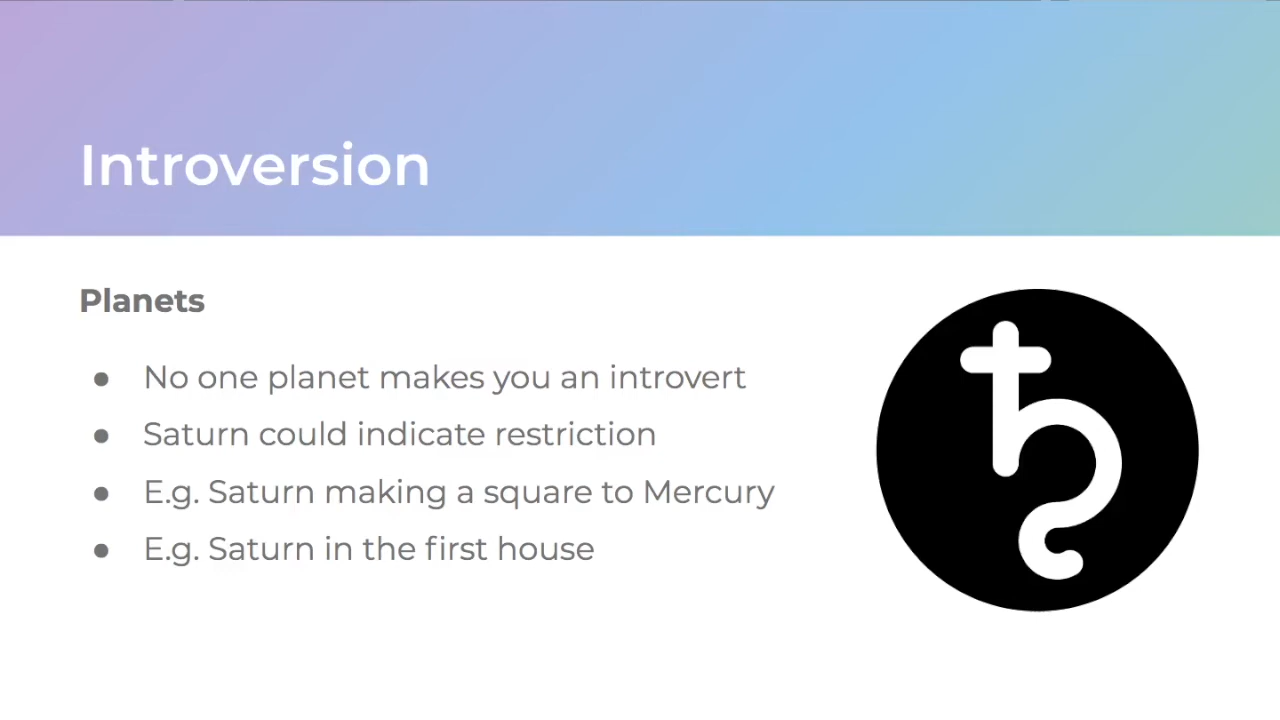 Introversion
Planets
● No one planet makes you an introvert
● Saturn could indicate restriction
● E.g. Saturn making a square to Mercury
● E.g. Saturn in the first house